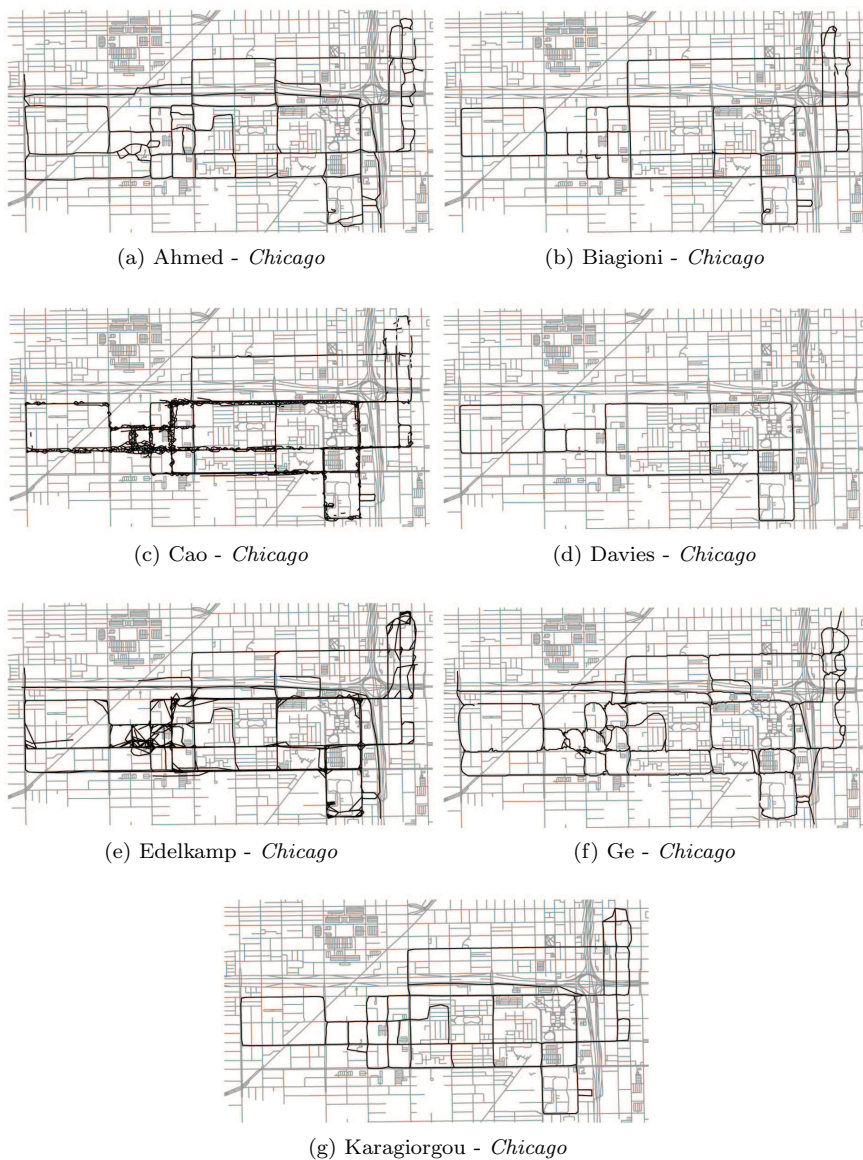 (a) Ahmed - Chicago
(b) Biagioni - Chicago
(c) Cao - Chicago
(d) Davies - Chicago
(e) Edelkamp - Chicago
(f) Ge - Chicago
(g) Karagiorgou - Chicago